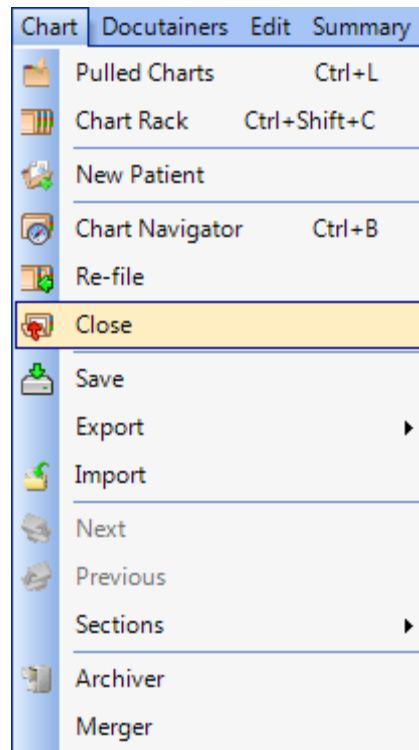 Chart Docutainers Edit Summary
Pulled Charts Ctrl+L
Chart Rack Ctrl+Shift+C
New Patient
Chart Navigator Ctrl+B
Re-file
Close
Save
Export
Import
Next
Previous
Sections
Archiver
Merger